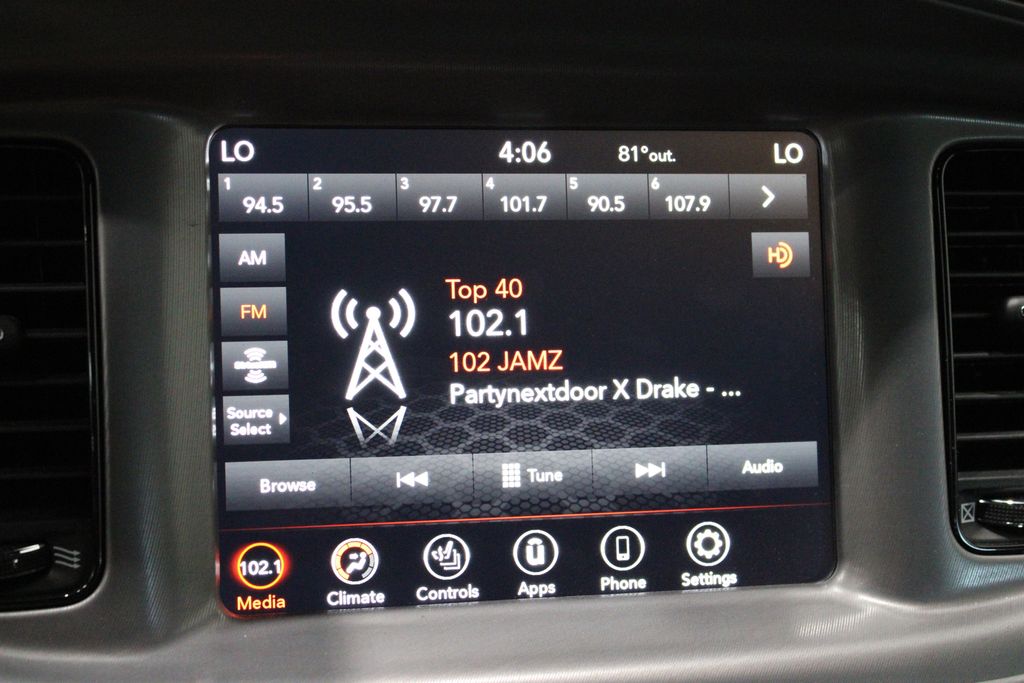 LO 4:06 81°out. LO
1 94.5 2 95.5 3 97.7 4 101.7 5 90.5 6 107.9
AM
HD
FM
Top 40
102.1
102 JAMZ
Partynextdoor X Drake - ...
Source
Select
Browse Tune Audio
102.1
Media Climate Controls Apps Phone Settings